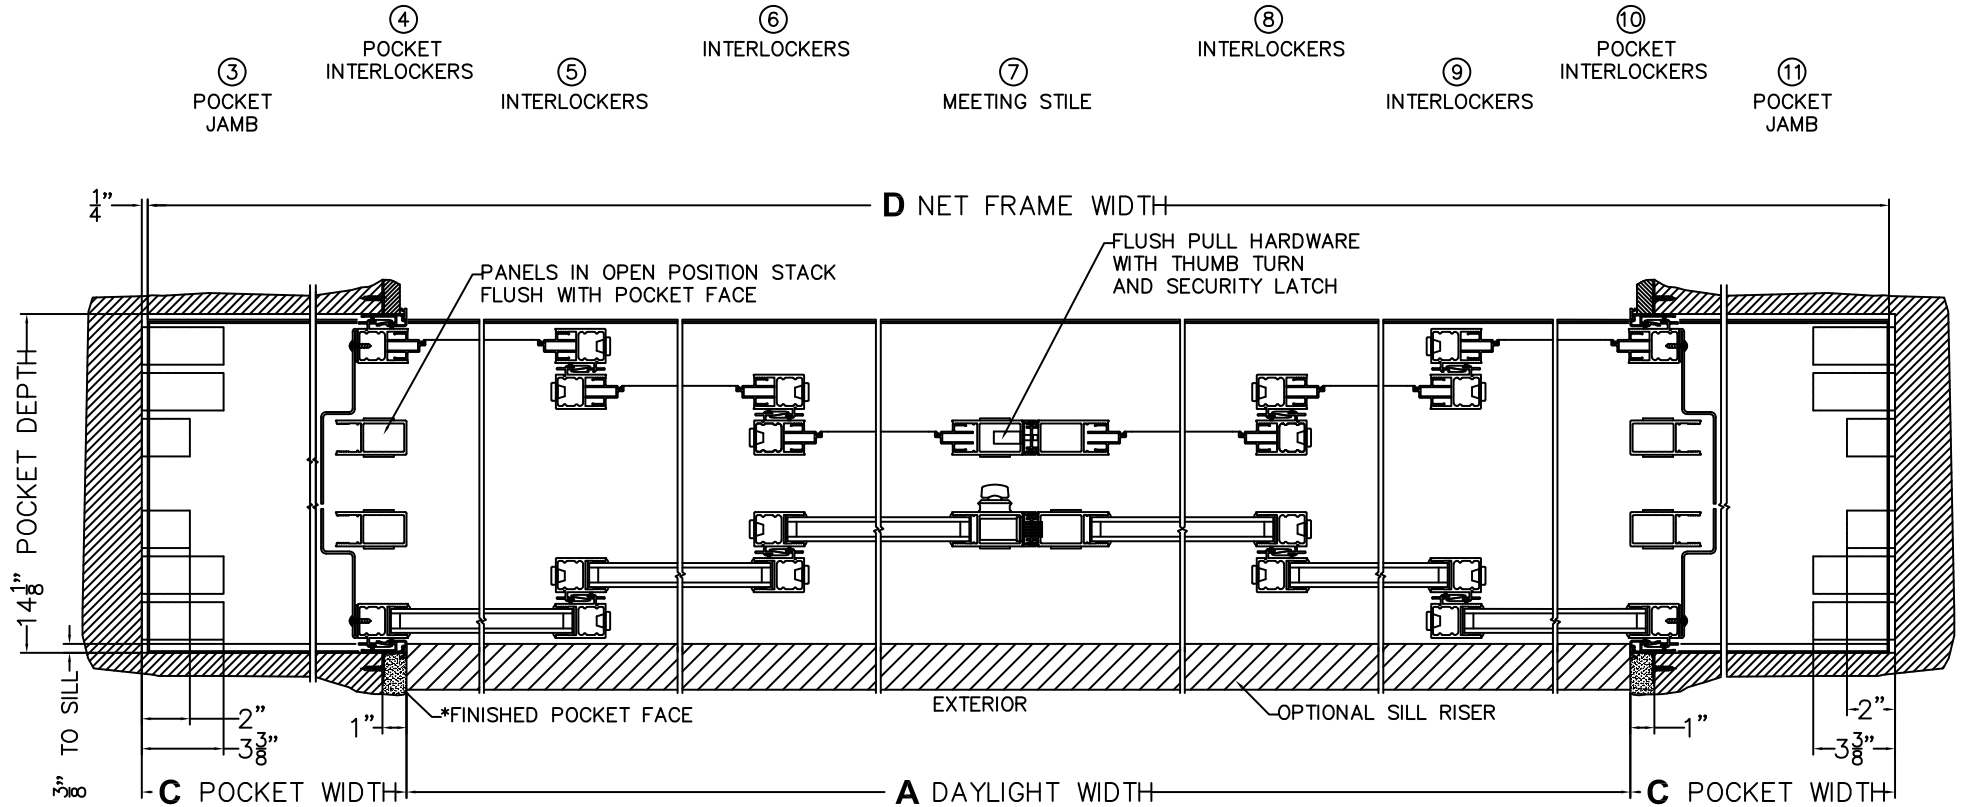 ④
POCKET
INTERLOCKERS
⑥
INTERLOCKERS
⑧
INTERLOCKERS
⑩
POCKET
INTERLOCKERS
③
POCKET
JAMB
⑤
INTERLOCKERS
⑦
MEETING STILE
⑨
INTERLOCKERS
⑪
POCKET
JAMB
1/4"
D NET FRAME WIDTH
PANELS IN OPEN POSITION STACK
FLUSH WITH POCKET FACE
FLUSH PULL HARDWARE
WITH THUMB TURN
AND SECURITY LATCH
14 1/8" POCKET DEPTH
3/8" TO SILL
2"
3 3/8"
1"
*FINISHED POCKET FACE
EXTERIOR
OPTIONAL SILL RISER
1"
2"
3 3/8"
C POCKET WIDTH
A DAYLIGHT WIDTH
C POCKET WIDTH